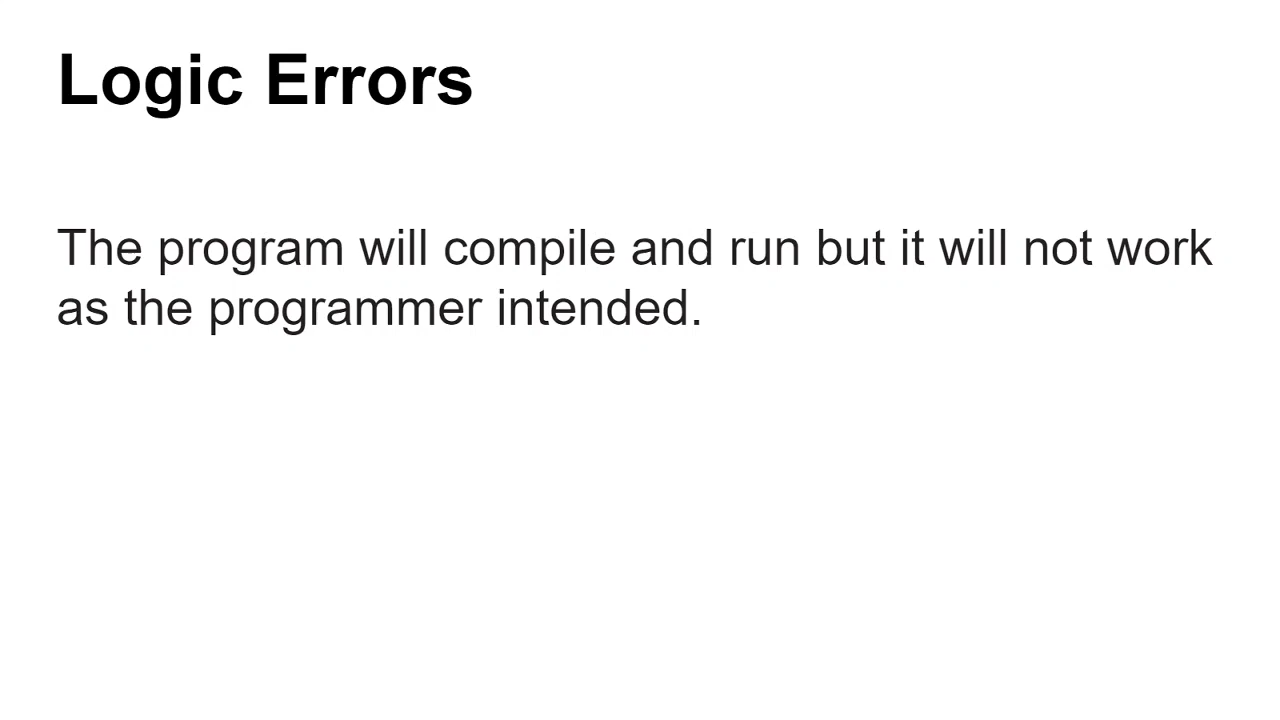 Logic Errors
The program will compile and run but it will not work
as the programmer intended.